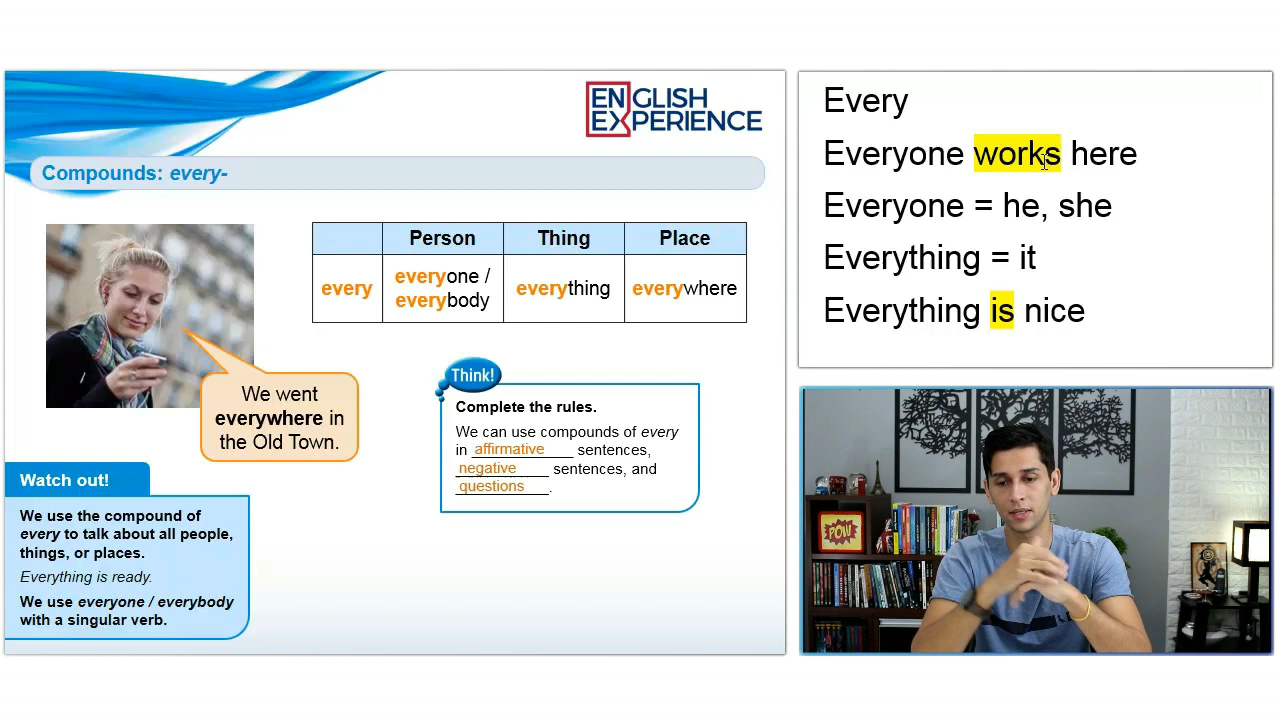 ENGLISH
EXPERIENCE
Compounds: every-
Person Thing Place
every everyone / everybody everything everywhere
We went
everywhere in
the Old Town.
Think!
Complete the rules.
We can use compounds of every
in affirmative sentences,
negative sentences, and
questions.
Watch out!
We use the compound of
every to talk about all people,
things, or places.
Everything is ready.
We use everyone / everybody
with a singular verb.
Every
Everyone works here
Everyone = he, she
Everything = it
Everything is nice
POW